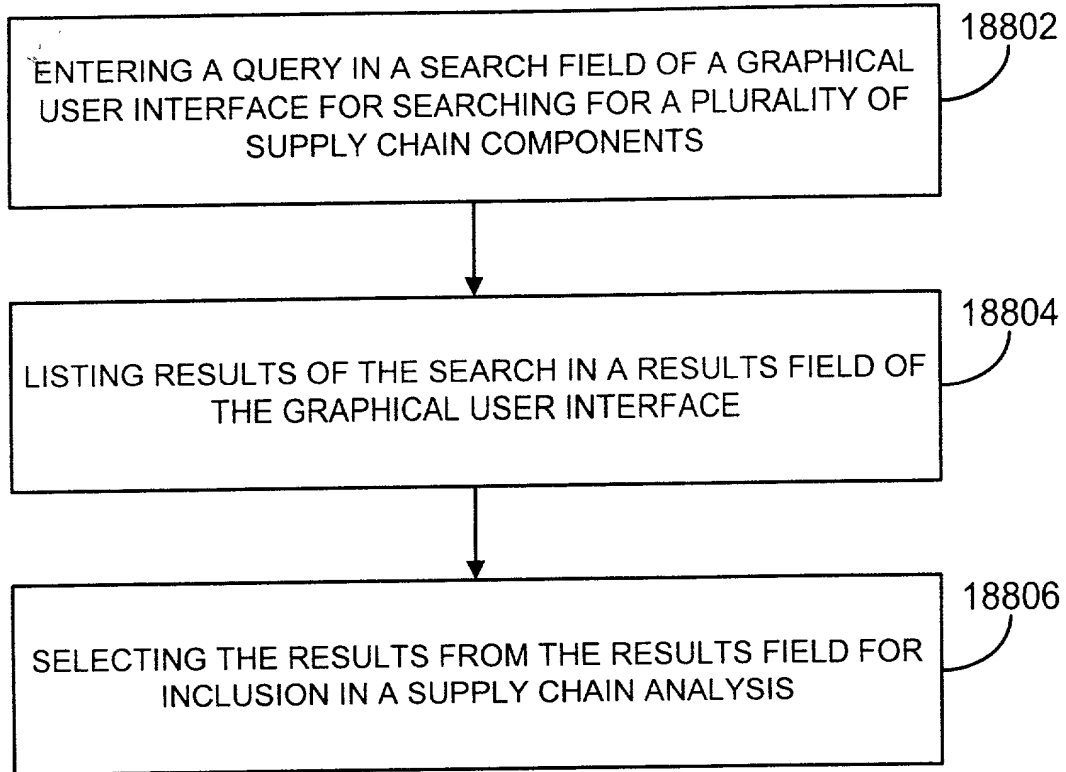 18802
ENTERING A QUERY IN A SEARCH FIELD OF A GRAPHICAL
USER INTERFACE FOR SEARCHING FOR A PLURALITY OF
SUPPLY CHAIN COMPONENTS
18804
LISTING RESULTS OF THE SEARCH IN A RESULTS FIELD OF
THE GRAPHICAL USER INTERFACE
18806
SELECTING THE RESULTS FROM THE RESULTS FIELD FOR
INCLUSION IN A SUPPLY CHAIN ANALYSIS